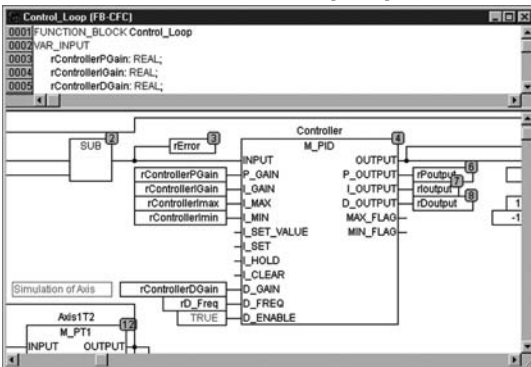 Control_Loop (FB-CFC)
0001 FUNCTION_BLOCK Control_Loop
0002 VAR_INPUT
0003 rControllerPGain: REAL;
0004 rControllerIGain: REAL;
0005 rControllerDGain: REAL;
SUB 2
rError 3
Controller
M_PID 4
INPUT OUTPUT
rControllerPGain P_GAIN P_OUTPUT rPoutput 6
rControllerIGain I_GAIN I_OUTPUT rIoutput 7
rControllerImax I_MAX D_OUTPUT rDoutput 8
rControllerImin I_MIN MAX_FLAG
I_SET_VALUE MIN_FLAG
I_SET
I_HOLD
I_CLEAR
Simulation of Axis
rControllerDGain D_GAIN
rD_Freq D_FREQ
TRUE D_ENABLE
1
-1
Axis1T2
M_PT1 12
INPUT OUTPUT